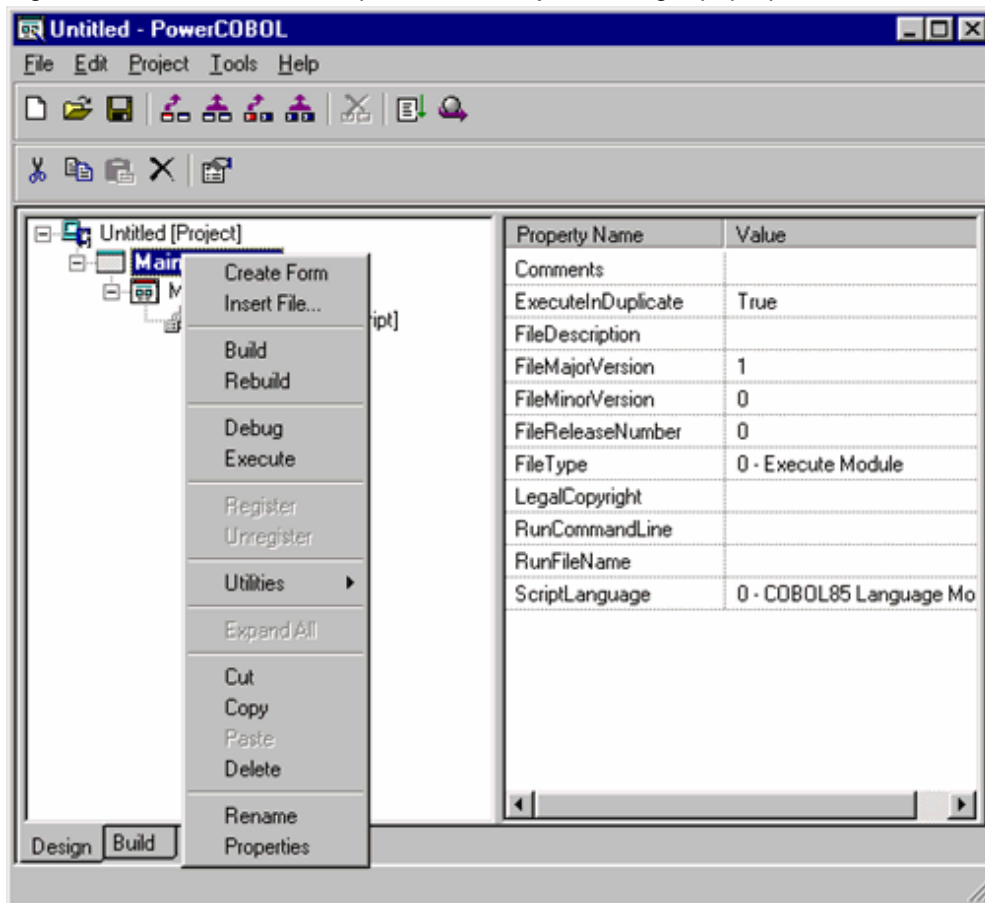 Untitled - PowerCOBOL
File Edit Project Tools Help
Untitled [Project]
Main
M
ript]
Create Form
Insert File...
Build
Rebuild
Debug
Execute
Register
Unregister
Utilities
Expand All
Cut
Copy
Paste
Delete
Rename
Properties
Property Name Value
Comments
ExecuteInDuplicate True
FileDescription
FileMajorVersion 1
FileMinorVersion 0
FileReleaseNumber 0
FileType 0 - Execute Module
LegalCopyright
RunCommandLine
RunFileName
ScriptLanguage 0 - COBOL85 Language Mo
Design Build